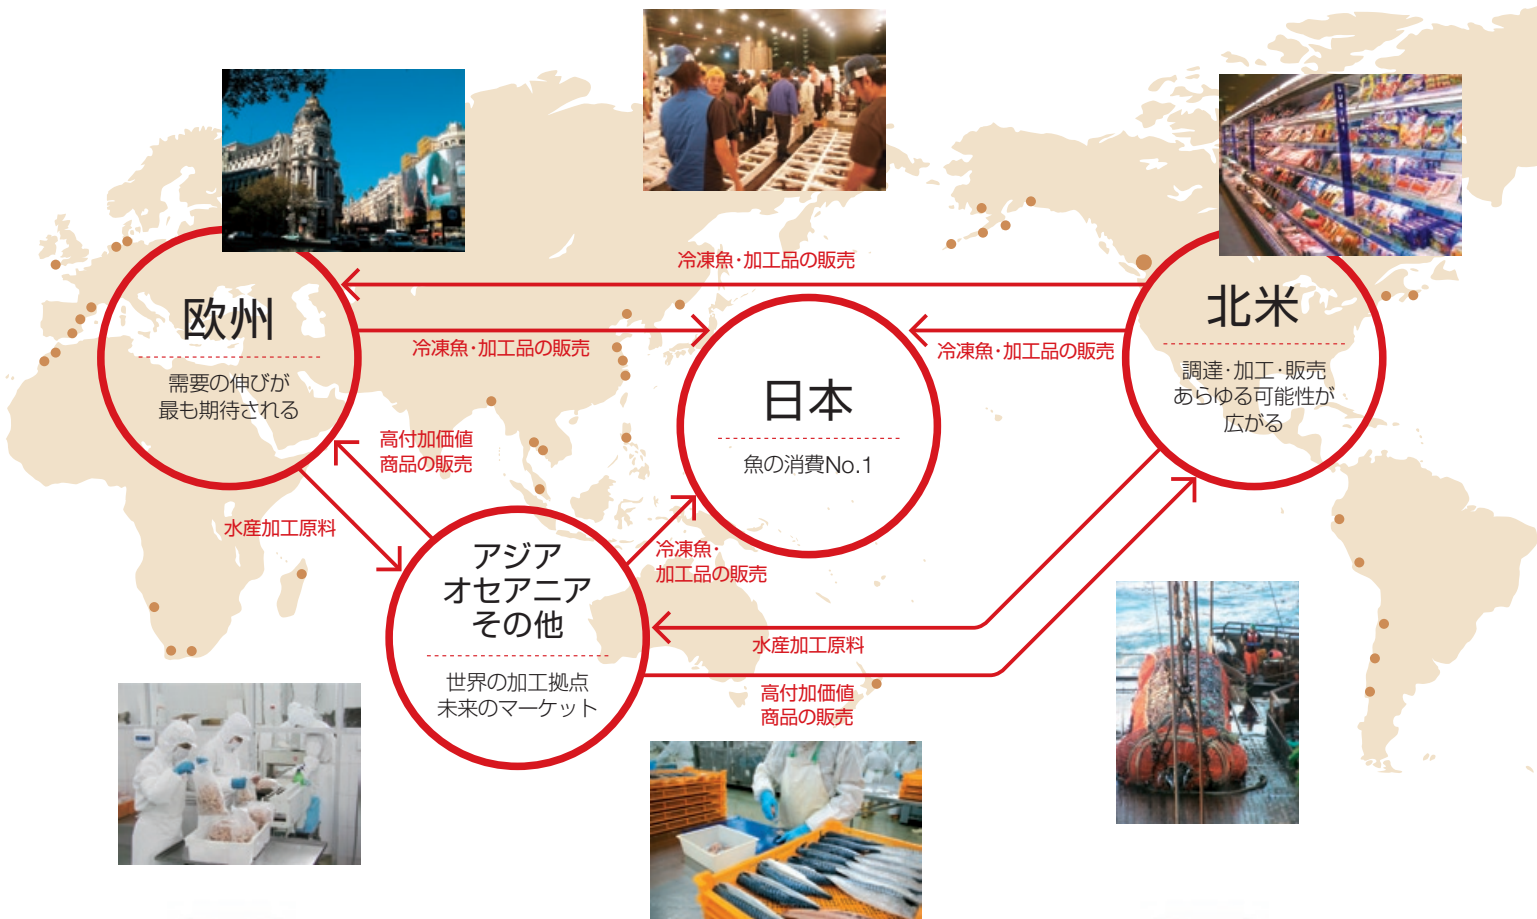 冷凍魚・加工品の販売
欧州
需要の伸びが
最も期待される
冷凍魚・加工品の販売
日本
魚の消費No.1
冷凍魚・加工品の販売
北米
調達・加工・販売
あらゆる可能性が
広がる
高付加価値
商品の販売
水産加工原料
アジア
オセアニア
その他
世界の加工拠点
未来のマーケット
冷凍魚・
加工品の販売
水産加工原料
高付加価値
商品の販売